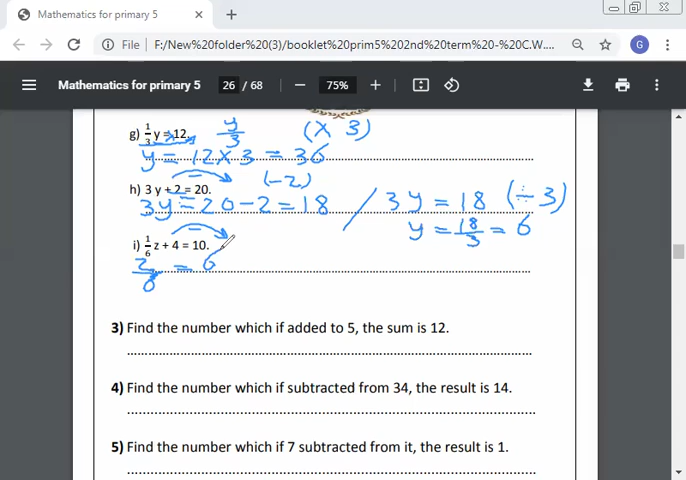 Mathematics for primary 5
File F:/New%20folder%20(3)/booklet%20prim5%202nd%20term%20-%20C.W....
G
Mathematics for primary 5 26 / 68 75%
g) 1/3 y = 12. y/3 (× 3)
y = 12 × 3 = 36
h) 3 y + 2 = 20. (-2)
3y = 20 - 2 = 18 / 3y = 18 (÷ 3)
y = 18/3 = 6
i) 1/6 z + 4 = 10.
z/6 = 6
3) Find the number which if added to 5, the sum is 12.
4) Find the number which if subtracted from 34, the result is 14.
5) Find the number which if 7 subtracted from it, the result is 1.